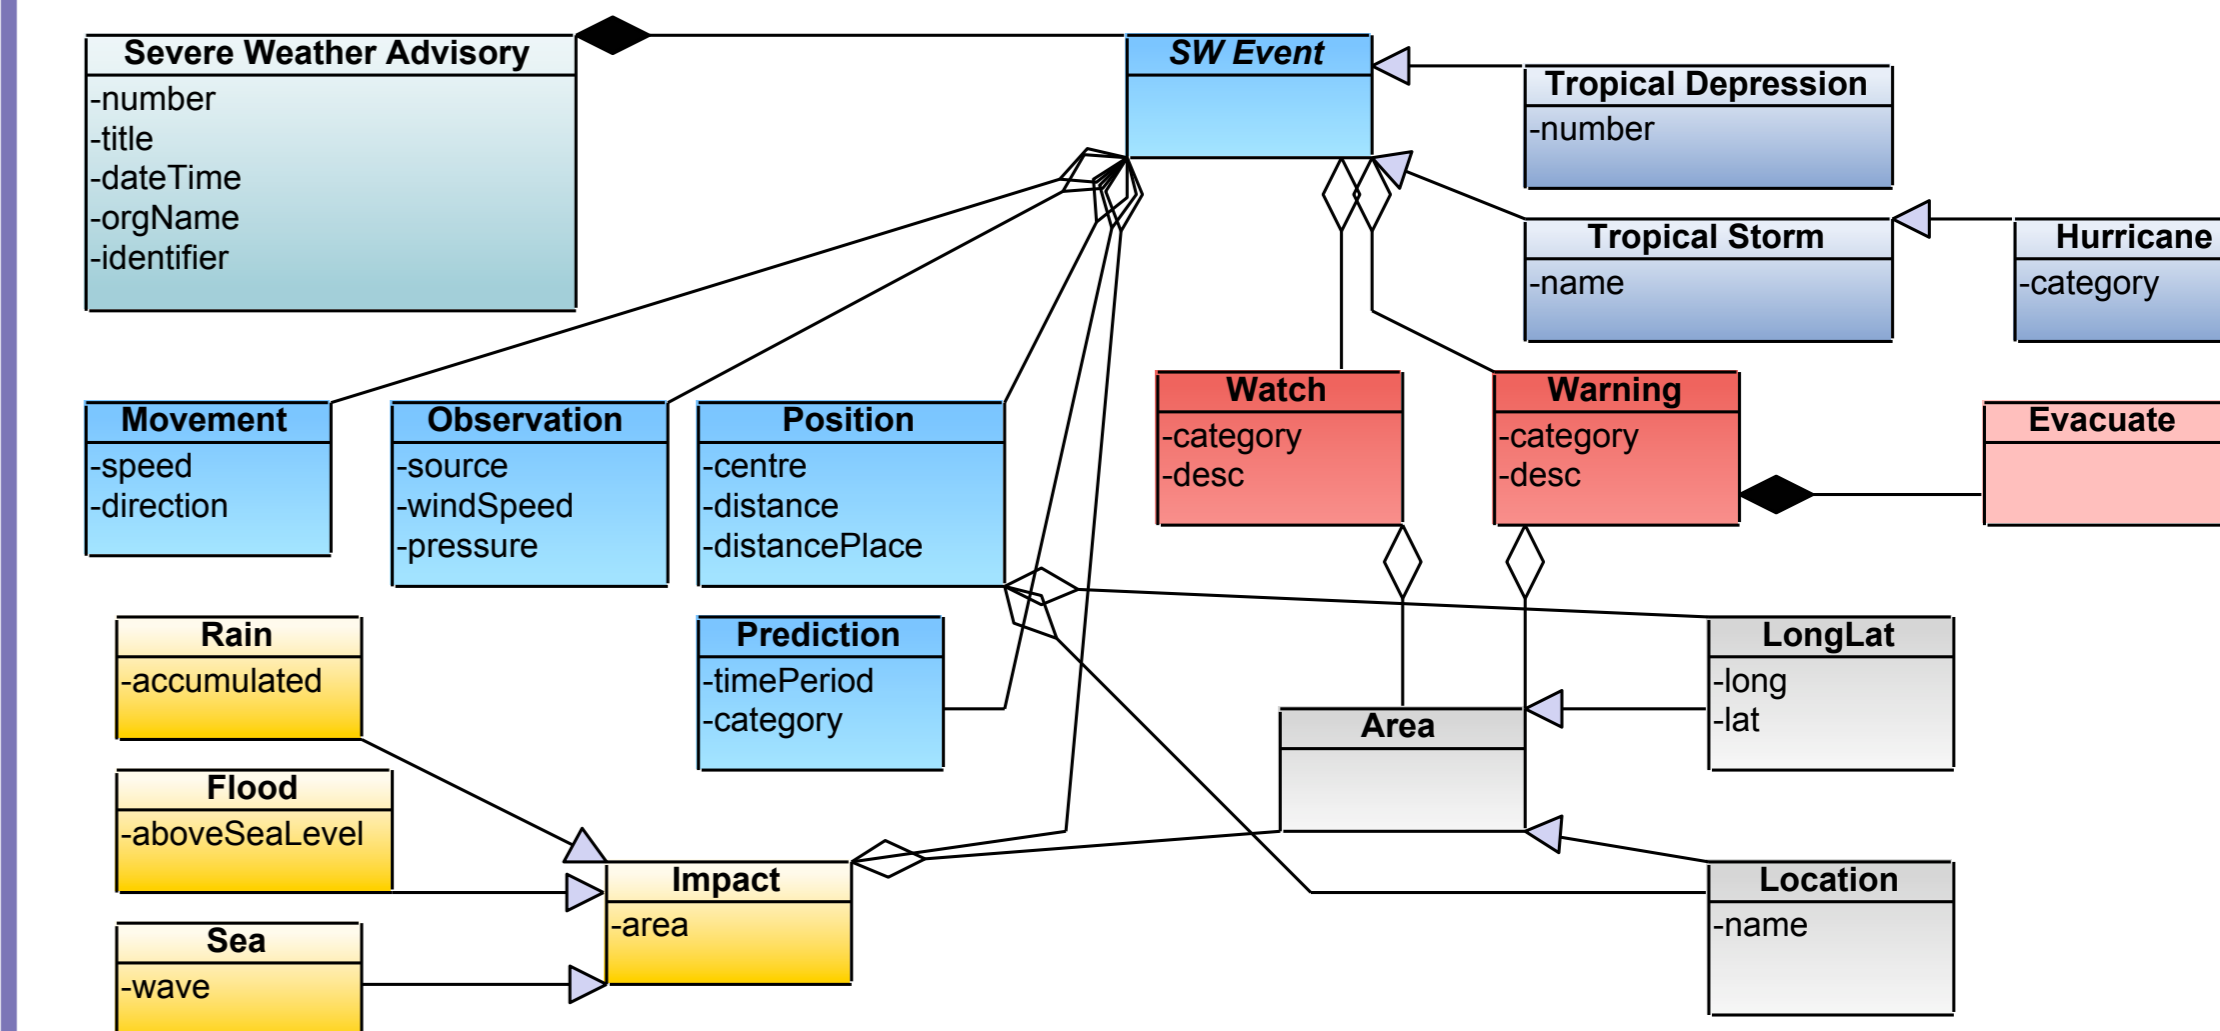 Severe Weather Advisory
-number
-title
-dateTime
-orgName
-identifier
SW Event
Tropical Depression
-number
Tropical Storm
-name
Hurricane
-category
Movement
-speed
-direction
Observation
-source
-windSpeed
-pressure
Position
-centre
-distance
-distancePlace
Watch
-category
-desc
Warning
-category
-desc
Evacuate
Rain
-accumulated
Prediction
-timePeriod
-category
LongLat
-long
-lat
Area
Flood
-aboveSeaLevel
Impact
-area
Location
-name
Sea
-wave